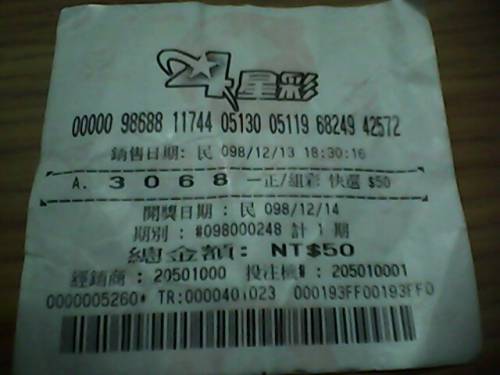 4星彩
00000 98688 11744 05130 05119 68249 42572
銷售日期: 民 098/12/13 18:30:16
A. 3 0 6 8 一正/組彩 快選 $50
開獎日期 : 民 098/12/14
期別 : #098000248 計 1 期
總金額: NT$50
經銷商 : 20501000 投注機# : 205010001
0000005260* TR:0000401023 000193FF00193FF0